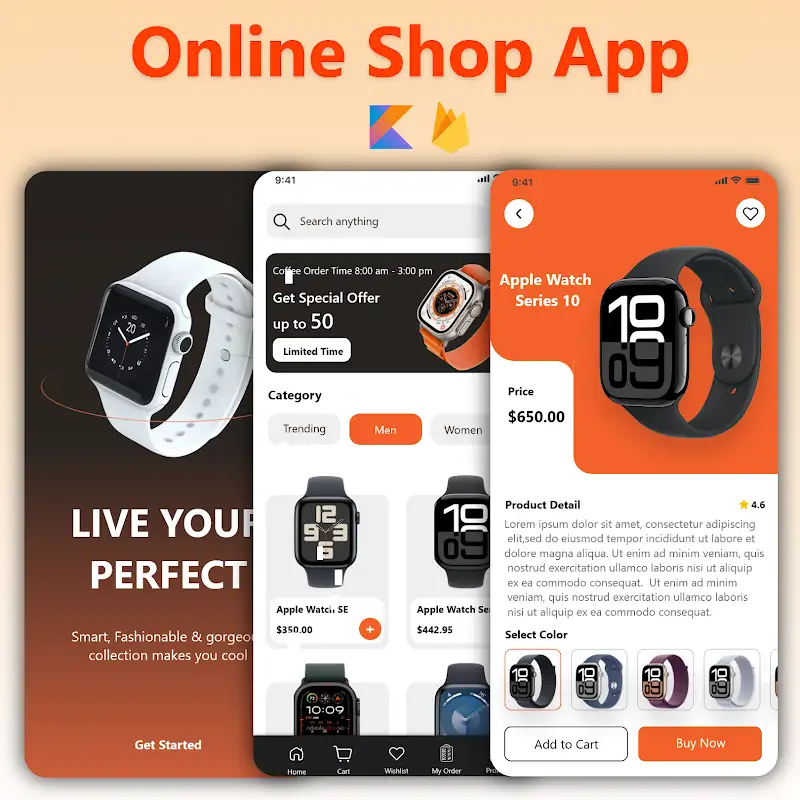 Online Shop App
LIVE YOUR
PERFECT
Smart, Fashionable &
collection makes you cool
Get Started
9:41
Search anything
Coffee Order Time 8:00 am - 3:00 pm
Get Special Offer
up to 50
Limited Time
Category
Trending
Men
Women
Apple Watch SE
$350.00
Apple Watch
$442.95
10:09
Home
Cart
Wishlist
My Order
9:41
Apple Watch
Series 10
Price
$650.00
Product Detail
4.6
Lorem ipsum dolor sit amet, consectetur adipiscing
elit,sed do eiusmod tempor incididunt ut labore et
dolore magna aliqua. Ut enim ad minim veniam, quis
nostrud exercitation ullamco laboris nisi ut aliquip
ex ea commodo consequat. Ut enim ad minim
veniam, quis nostrud exercitation ullamco laboris
nisi ut aliquip ex ea commodo consequat.
Select Color
Add to Cart
Buy Now